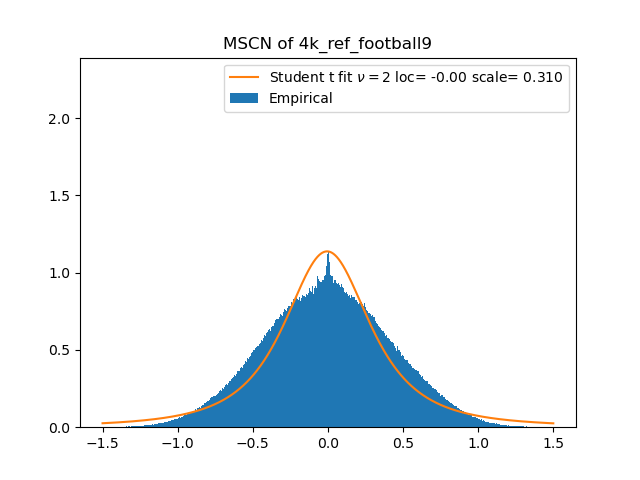 MSCN of 4k_ref_football9
Student t fit ν = 2 loc= -0.00 scale= 0.310
Empirical
2.0
1.5
1.0
0.5
0.0
−1.5 −1.0 −0.5 0.0 0.5 1.0 1.5